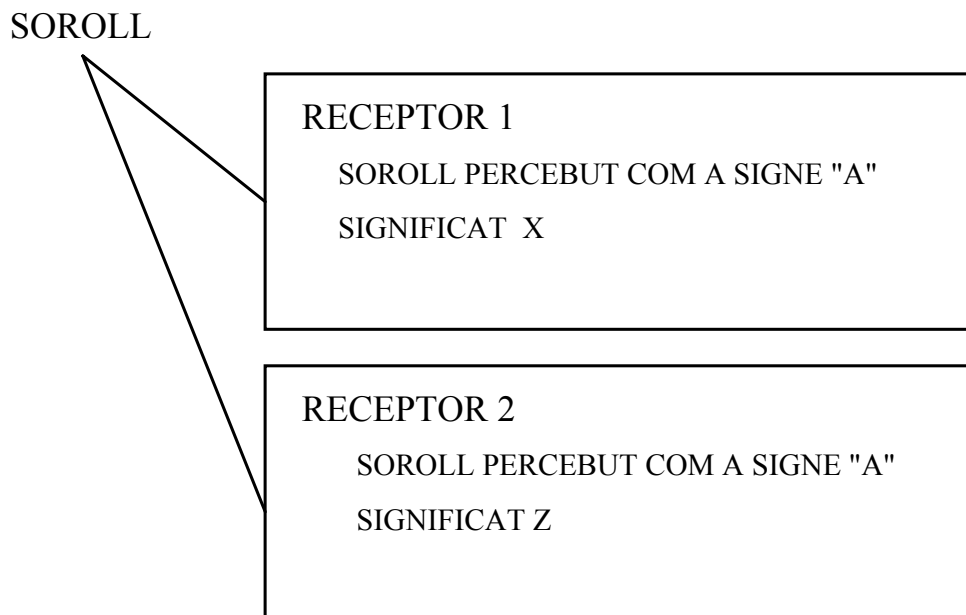 SOROLL
RECEPTOR 1
SOROLL PERCEBUT COM A SIGNE "A"
SIGNIFICAT X
RECEPTOR 2
SOROLL PERCEBUT COM A SIGNE "A"
SIGNIFICAT Z